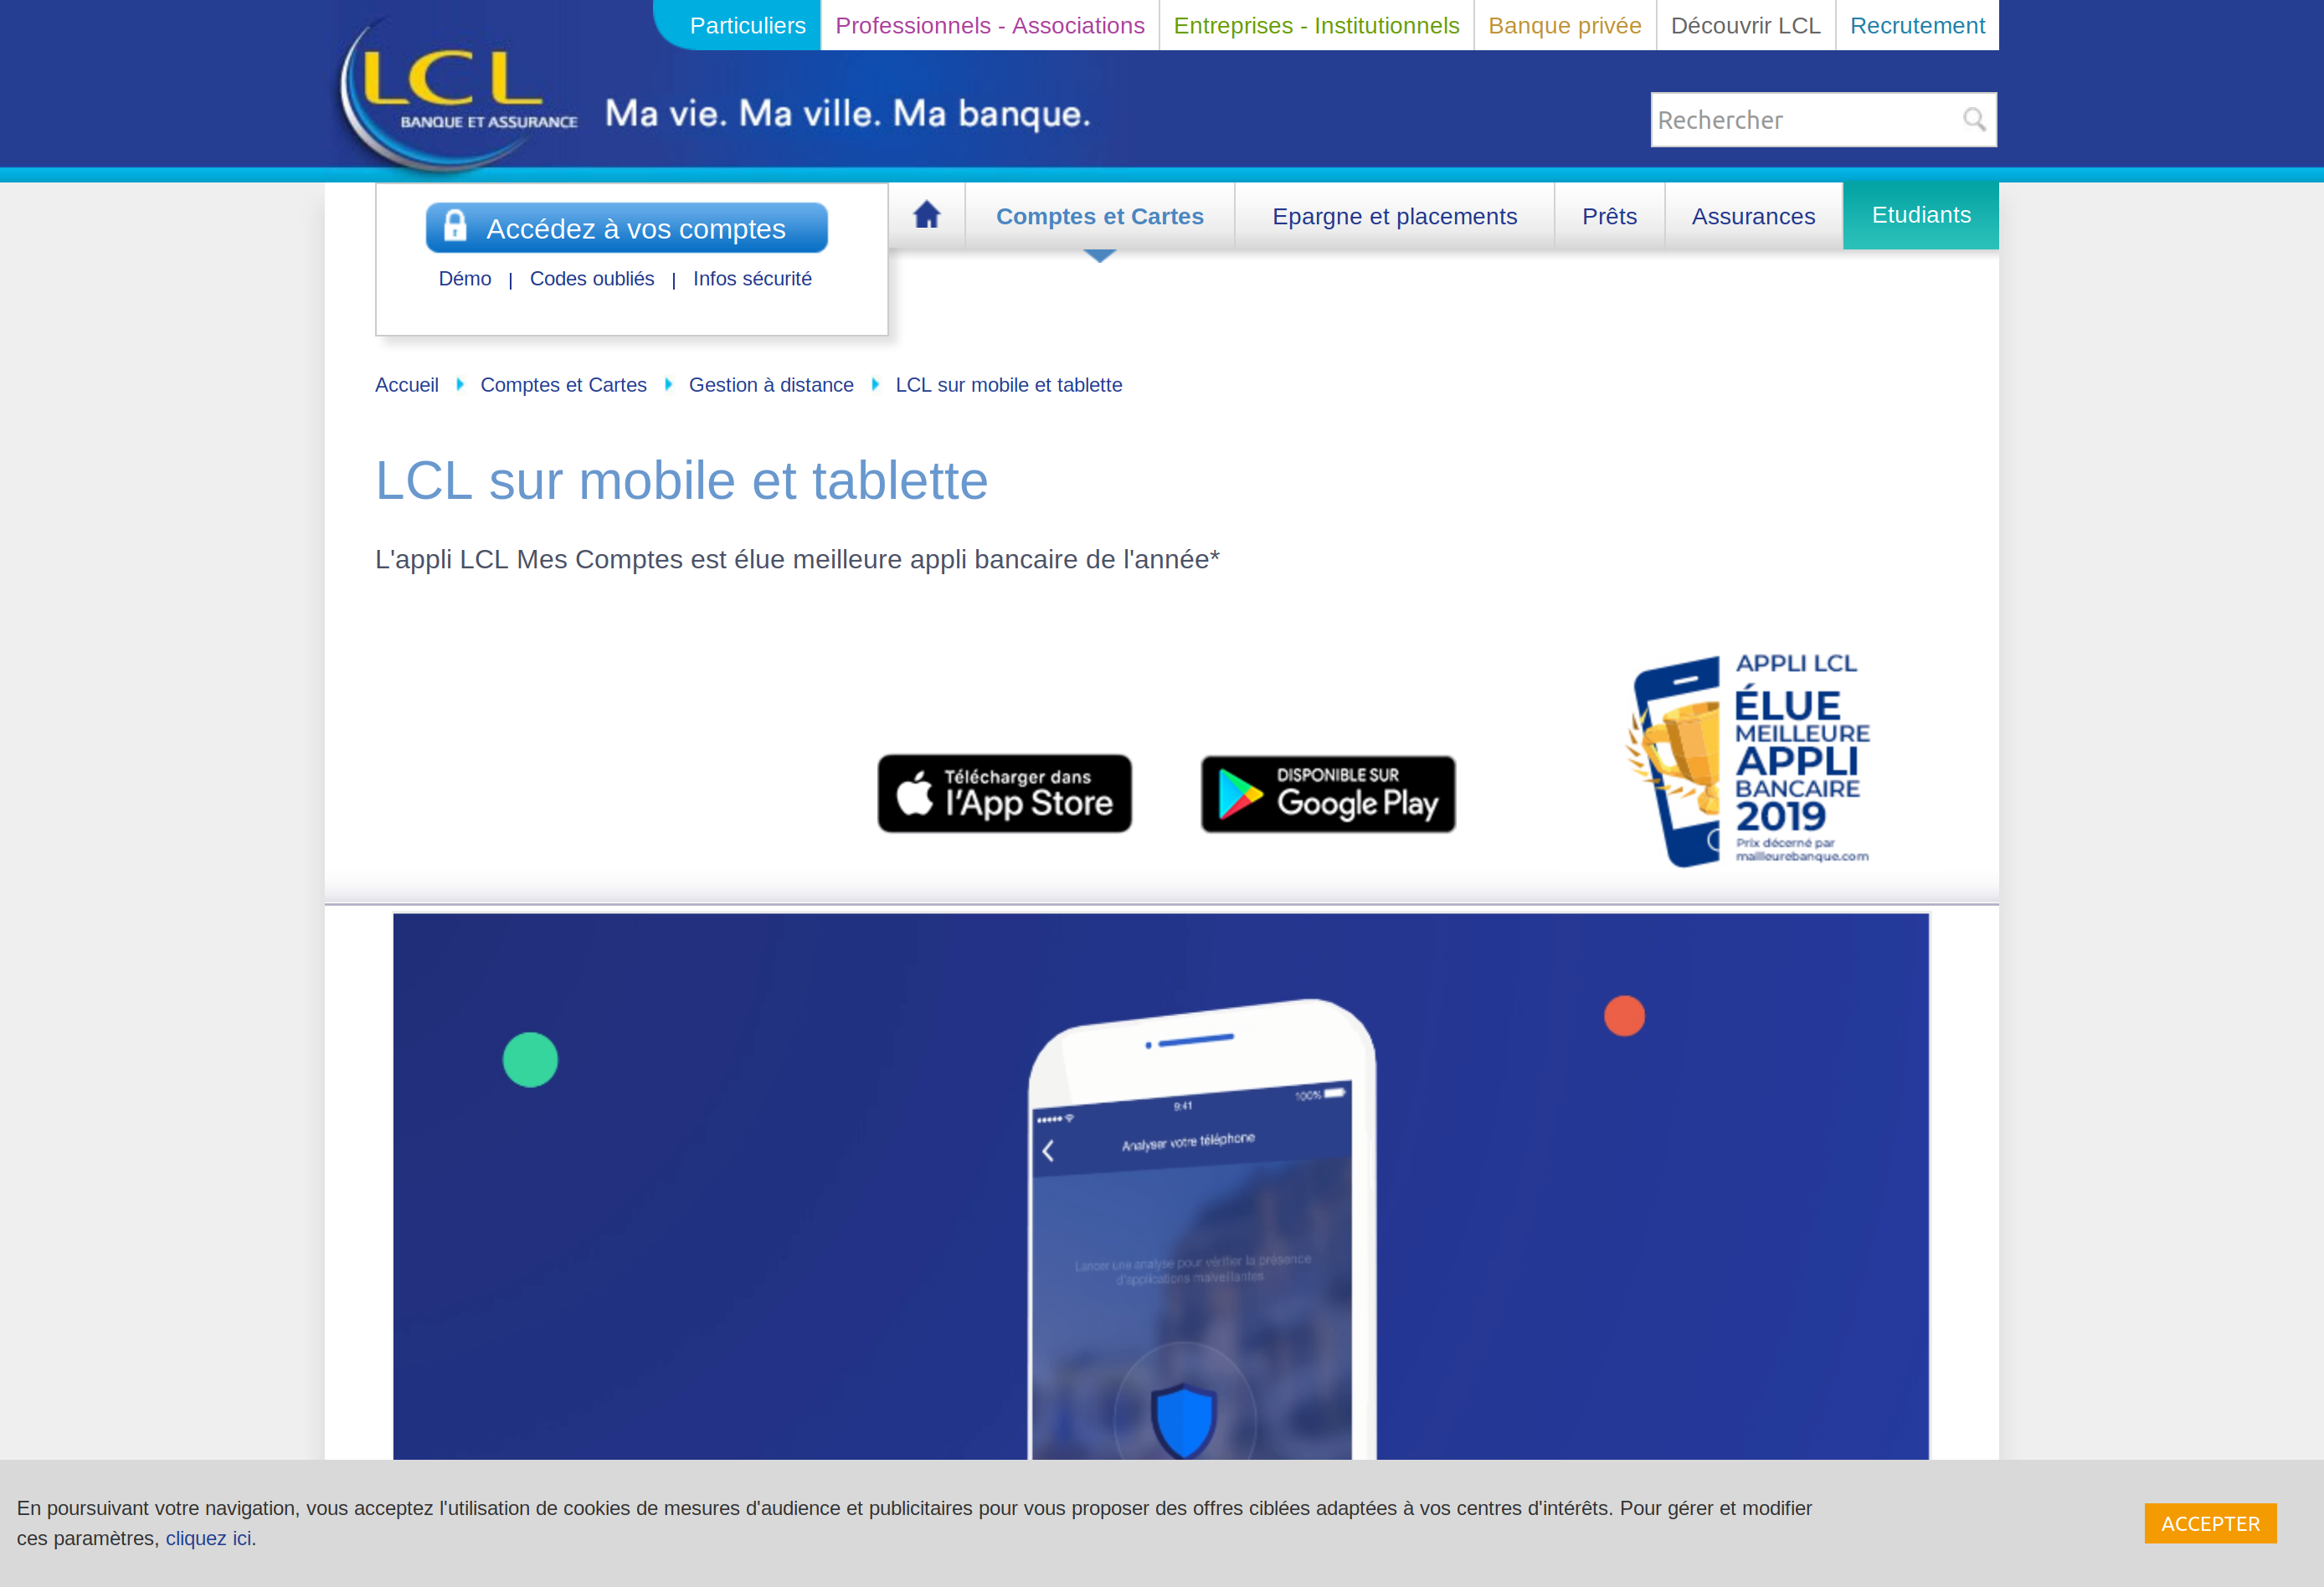 Particuliers
Professionnels - Associations
Entreprises - Institutionnels
Banque privée
Découvrir LCL
Recrutement
LCL
BANQUE ET ASSURANCE
Ma vie. Ma ville. Ma banque.
Rechercher
Accédez à vos comptes
Démo | Codes oubliés | Infos sécurité
Comptes et Cartes
Epargne et placements
Prêts
Assurances
Etudiants
Accueil
Comptes et Cartes
Gestion à distance
LCL sur mobile et tablette
LCL sur mobile et tablette
L'appli LCL Mes Comptes est élue meilleure appli bancaire de l'année*
Télécharger dans
l'App Store
DISPONIBLE SUR
Google Play
APPLI LCL
ÉLUE
MEILLEURE
APPLI
BANCAIRE
2019
Prix décerné par
meilleurebanque.com
9:41
100%
Analyser votre téléphone
Lancer une analyse pour vérifier la présence
d'applications malveillantes
En poursuivant votre navigation, vous acceptez l'utilisation de cookies de mesures d'audience et publicitaires pour vous proposer des offres ciblées adaptées à vos centres d'intérêts. Pour gérer et modifier
ces paramètres, cliquez ici.
ACCEPTER